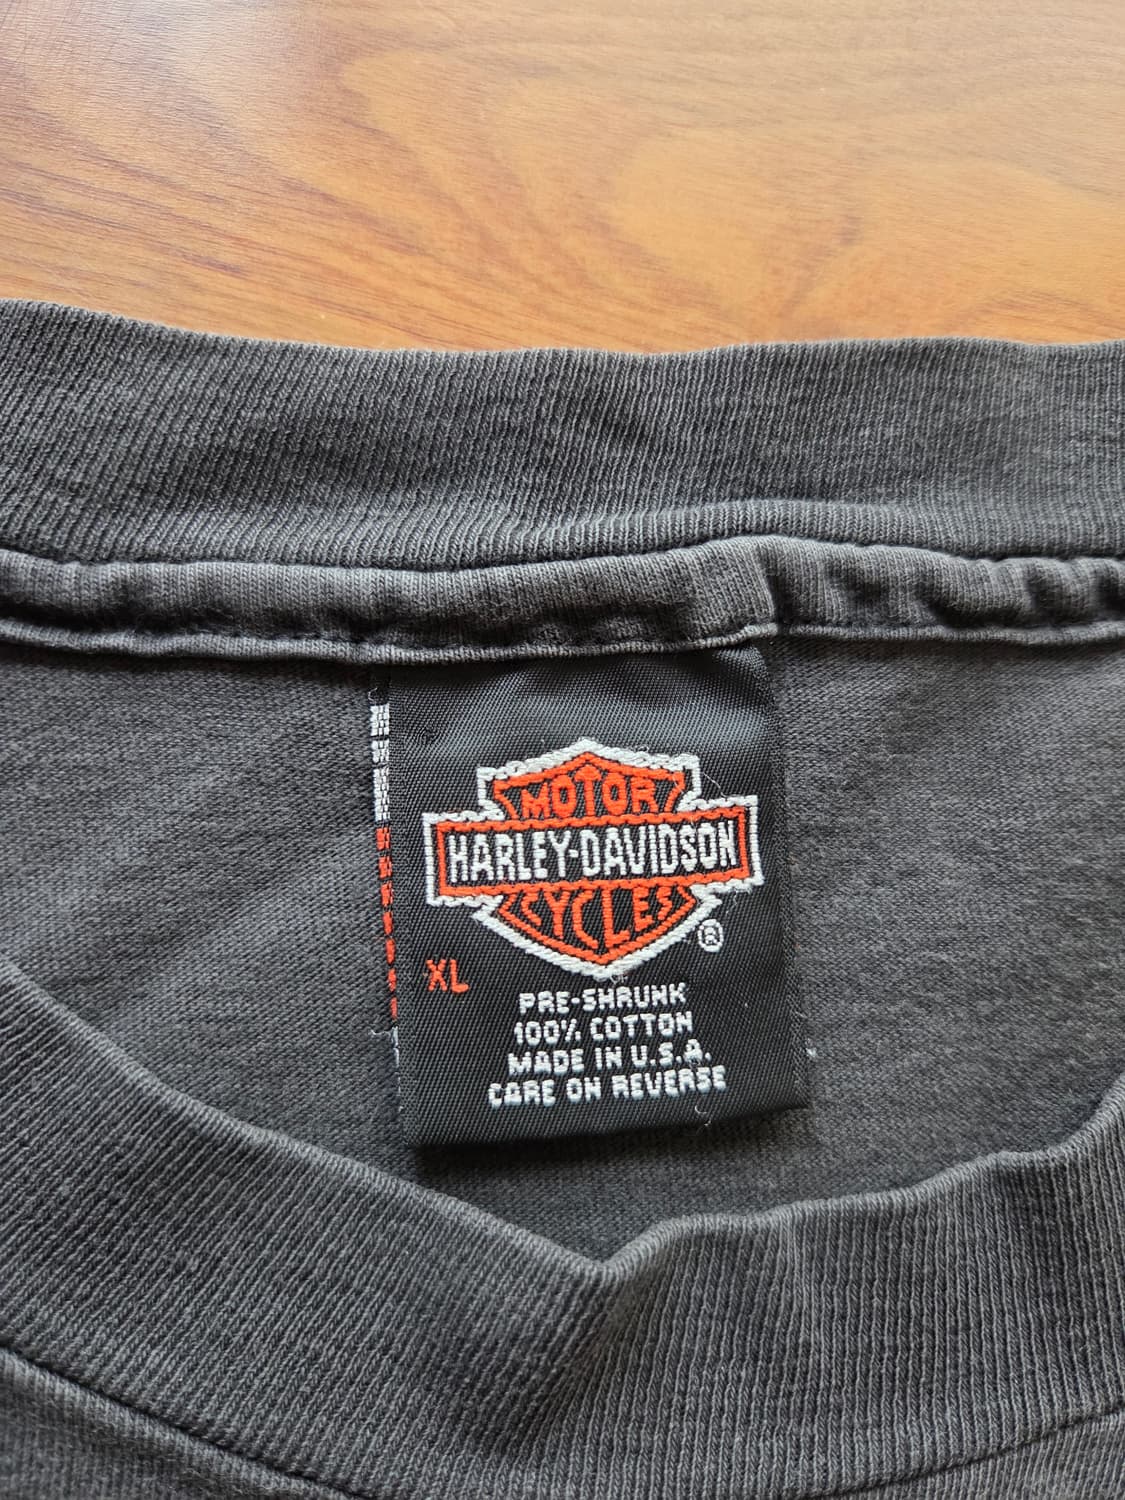 MOTOR
HARLEY-DAVIDSON
CYCLES
®
XL
PRE-SHRUNK
100% COTTON
MADE IN U.S.A.
CARE ON REVERSE